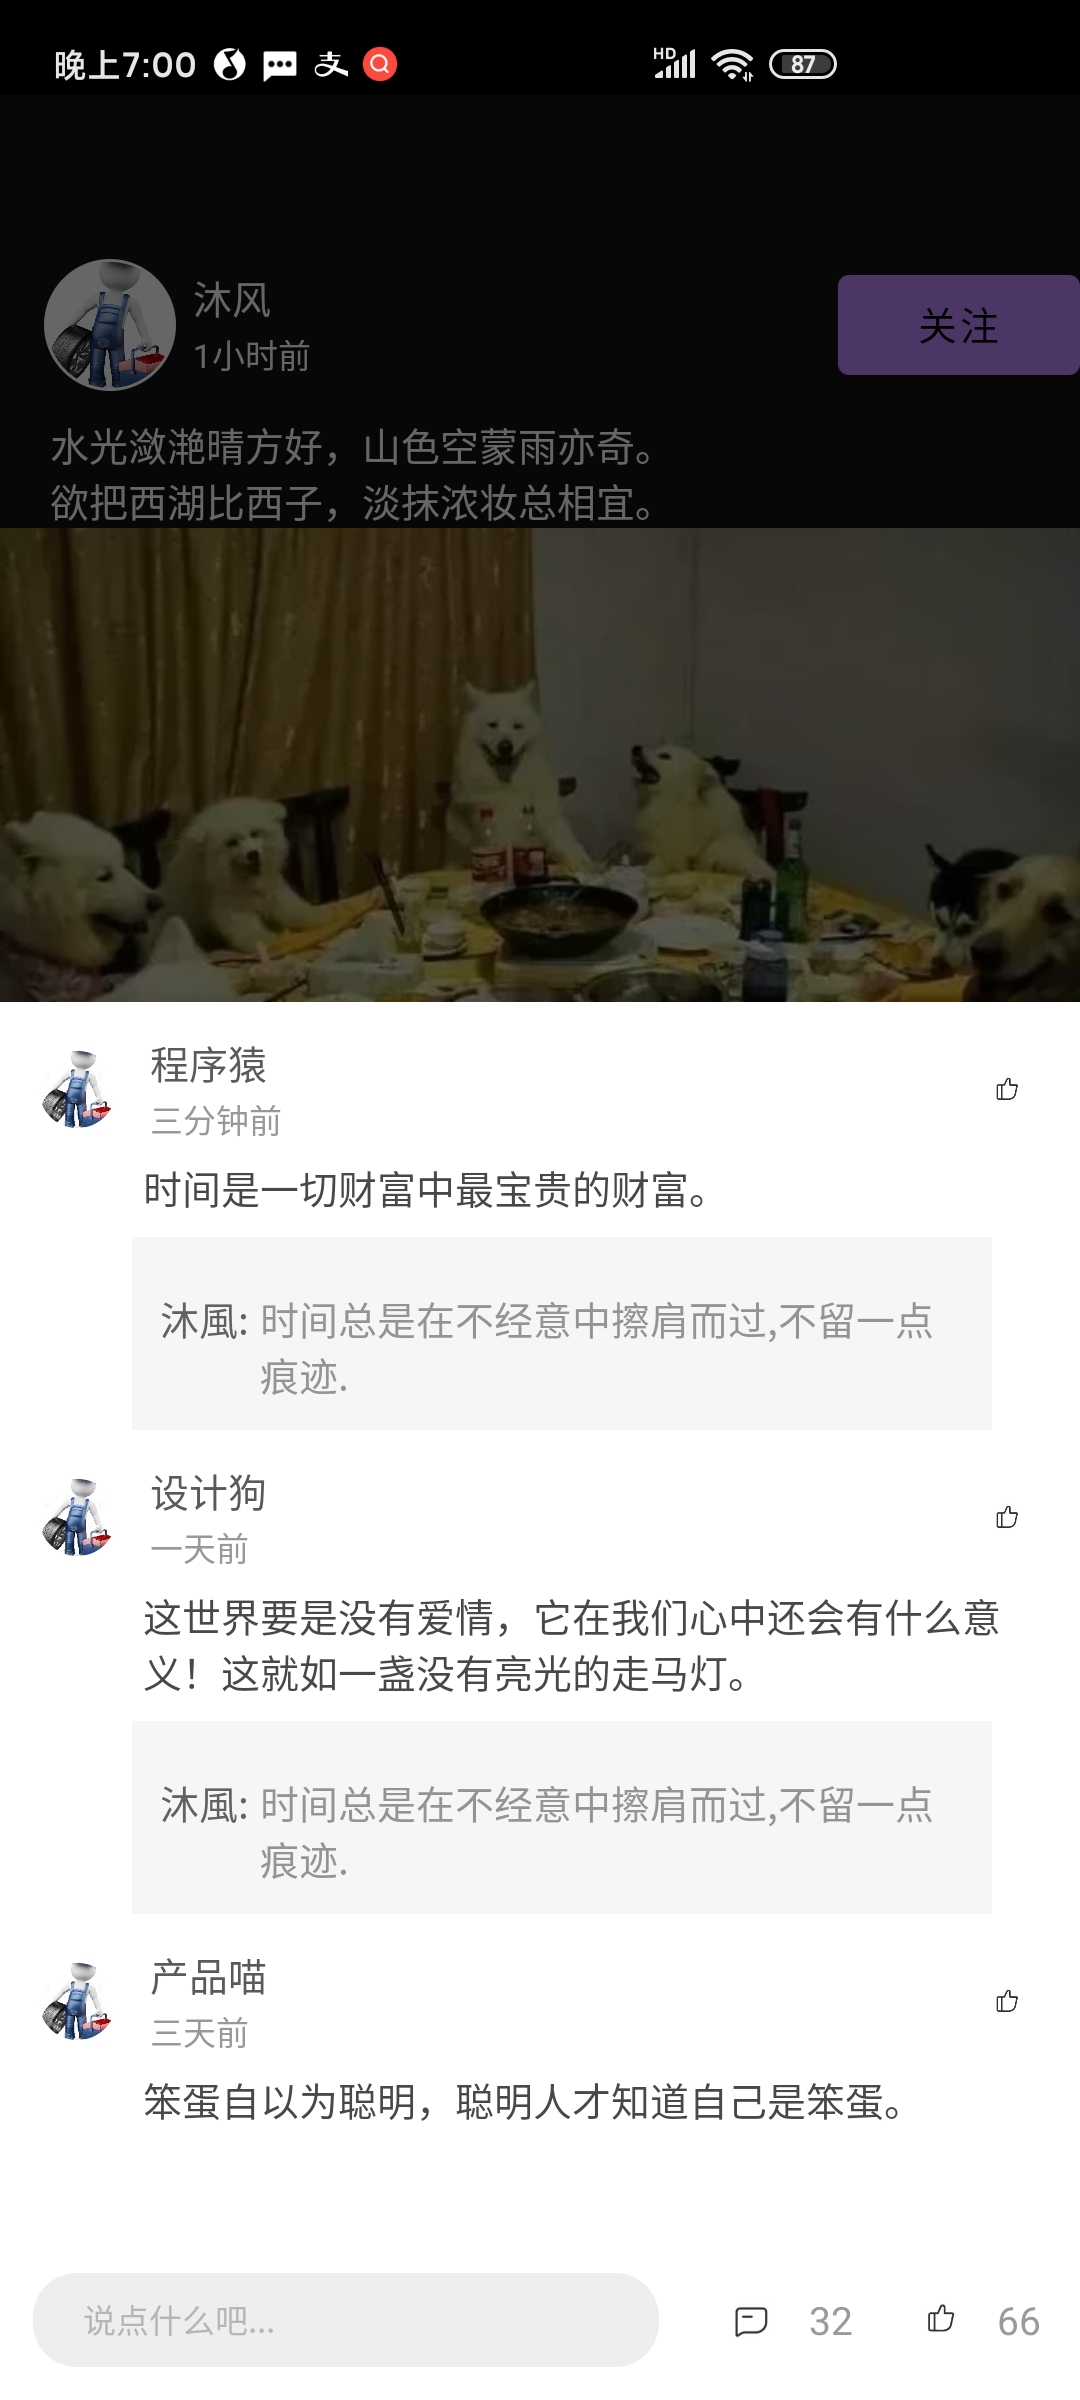 晚上7:00
HD
87
沐风
1小时前
关注
水光潋滟晴方好，山色空蒙雨亦奇。
欲把西湖比西子，淡抹浓妆总相宜。
程序猿
三分钟前
时间是一切财富中最宝贵的财富。
沐風: 时间总是在不经意中擦肩而过,不留一点
痕迹.
设计狗
一天前
这世界要是没有爱情，它在我们心中还会有什么意
义！这就如一盏没有亮光的走马灯。
沐風: 时间总是在不经意中擦肩而过,不留一点
痕迹.
产品喵
三天前
笨蛋自以为聪明，聪明人才知道自己是笨蛋。
说点什么吧...
32
66